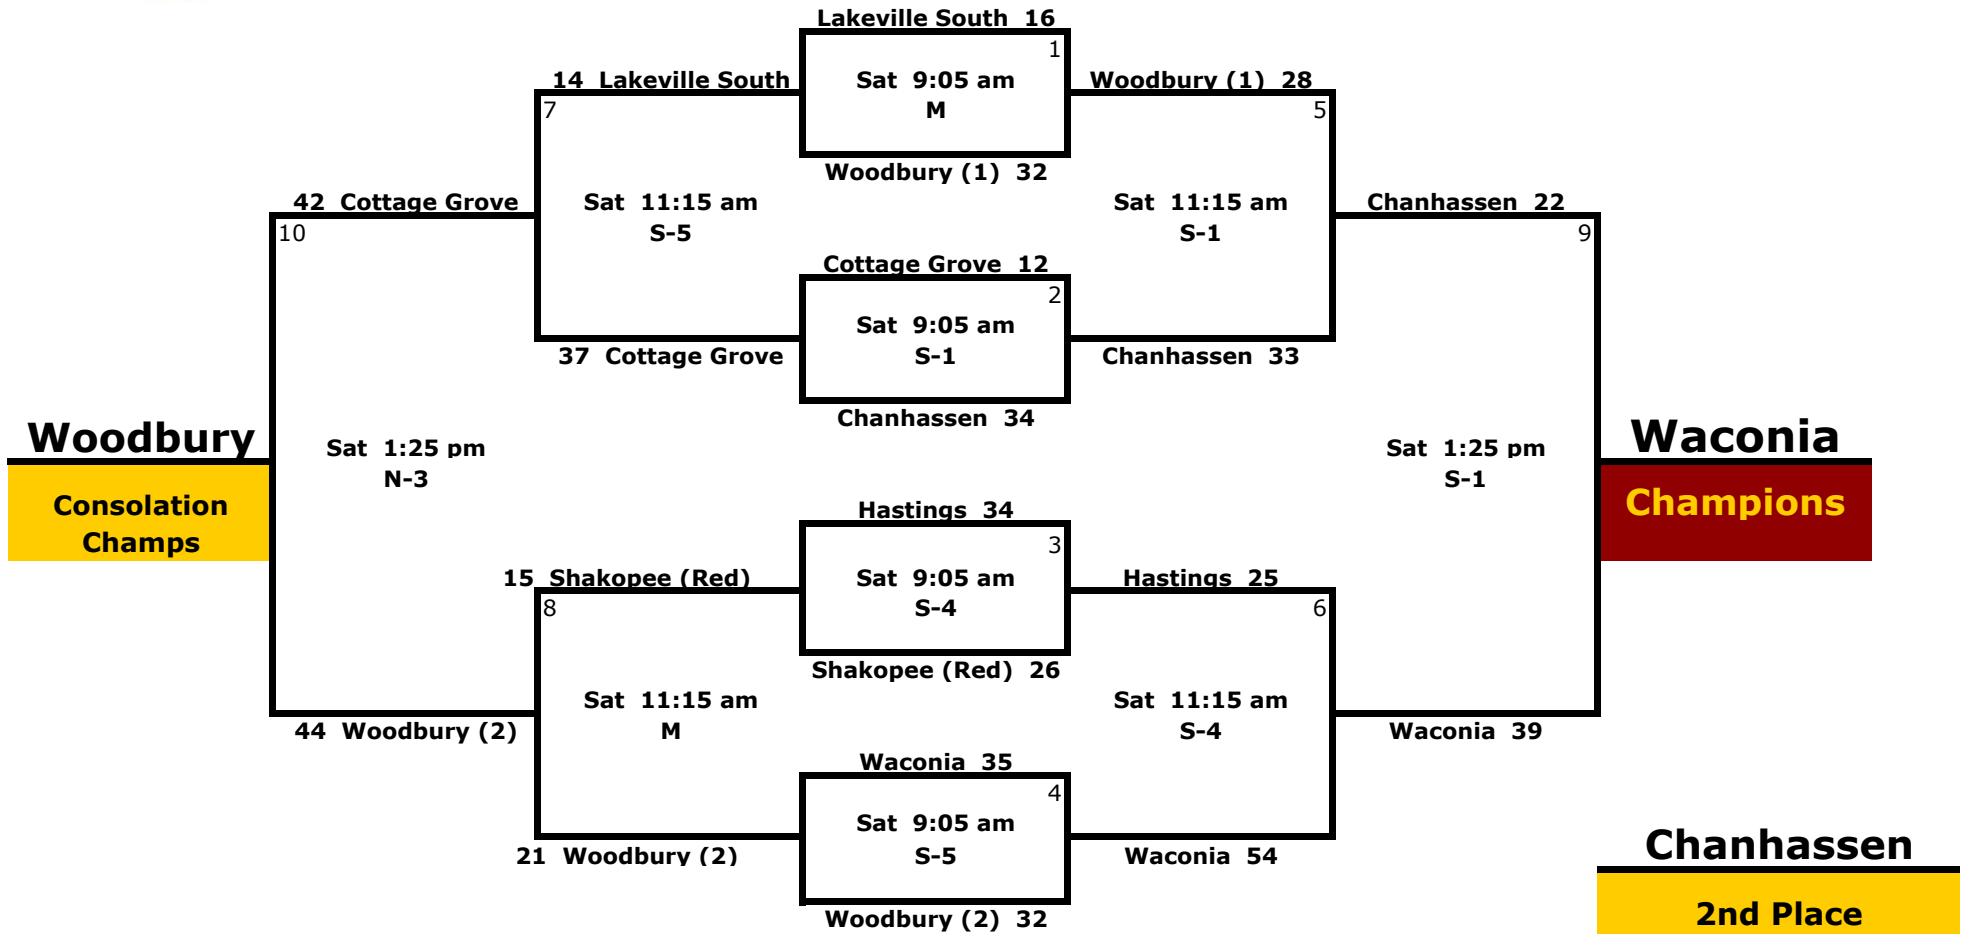 Lakeville South 16
1
14 Lakeville South
Sat 9:05 am
Woodbury (1) 28
7
M
5
Woodbury (1) 32
42 Cottage Grove
Sat 11:15 am
Sat 11:15 am
Chanhassen 22
10
S-5
S-1
9
Cottage Grove 12
2
Sat 9:05 am
37 Cottage Grove
S-1
Chanhassen 33
Chanhassen 34
Woodbury
Sat 1:25 pm
Sat 1:25 pm
Waconia
N-3
S-1
Consolation
Champs
Champions
Hastings 34
3
15 Shakopee (Red)
Sat 9:05 am
Hastings 25
8
S-4
6
Shakopee (Red) 26
Sat 11:15 am
Sat 11:15 am
44 Woodbury (2)
M
S-4
Waconia 39
Waconia 35
4
Sat 9:05 am
21 Woodbury (2)
S-5
Waconia 54
Chanhassen
Woodbury (2) 32
2nd Place